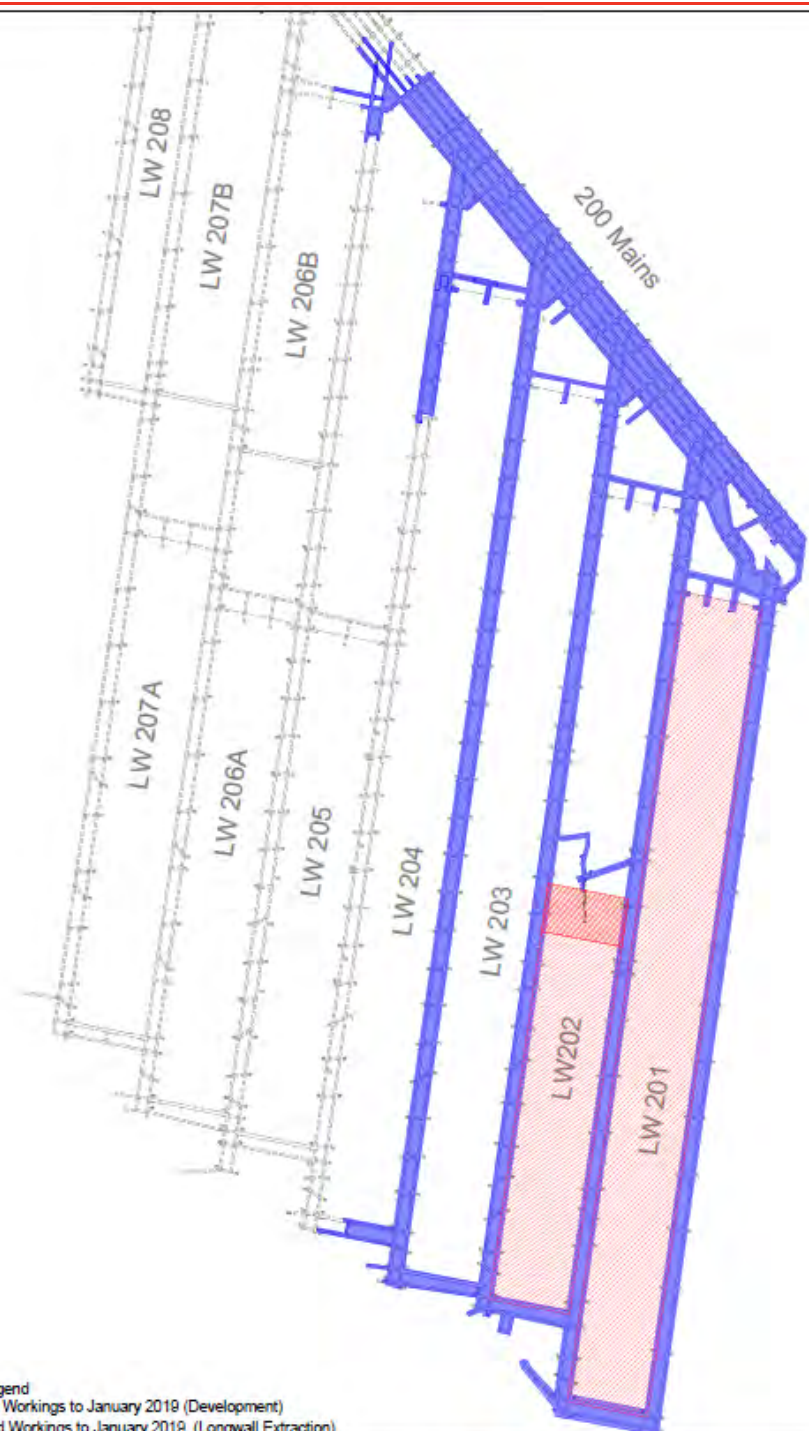 LW 208
LW 207B
LW 206B
200 Mains
LW 207A
LW 206A
LW 205
LW 204
LW 203
LW202
LW 201
gend
Workings to January 2019 (Development)
d Workings to January 2019 (Longwall Extraction)